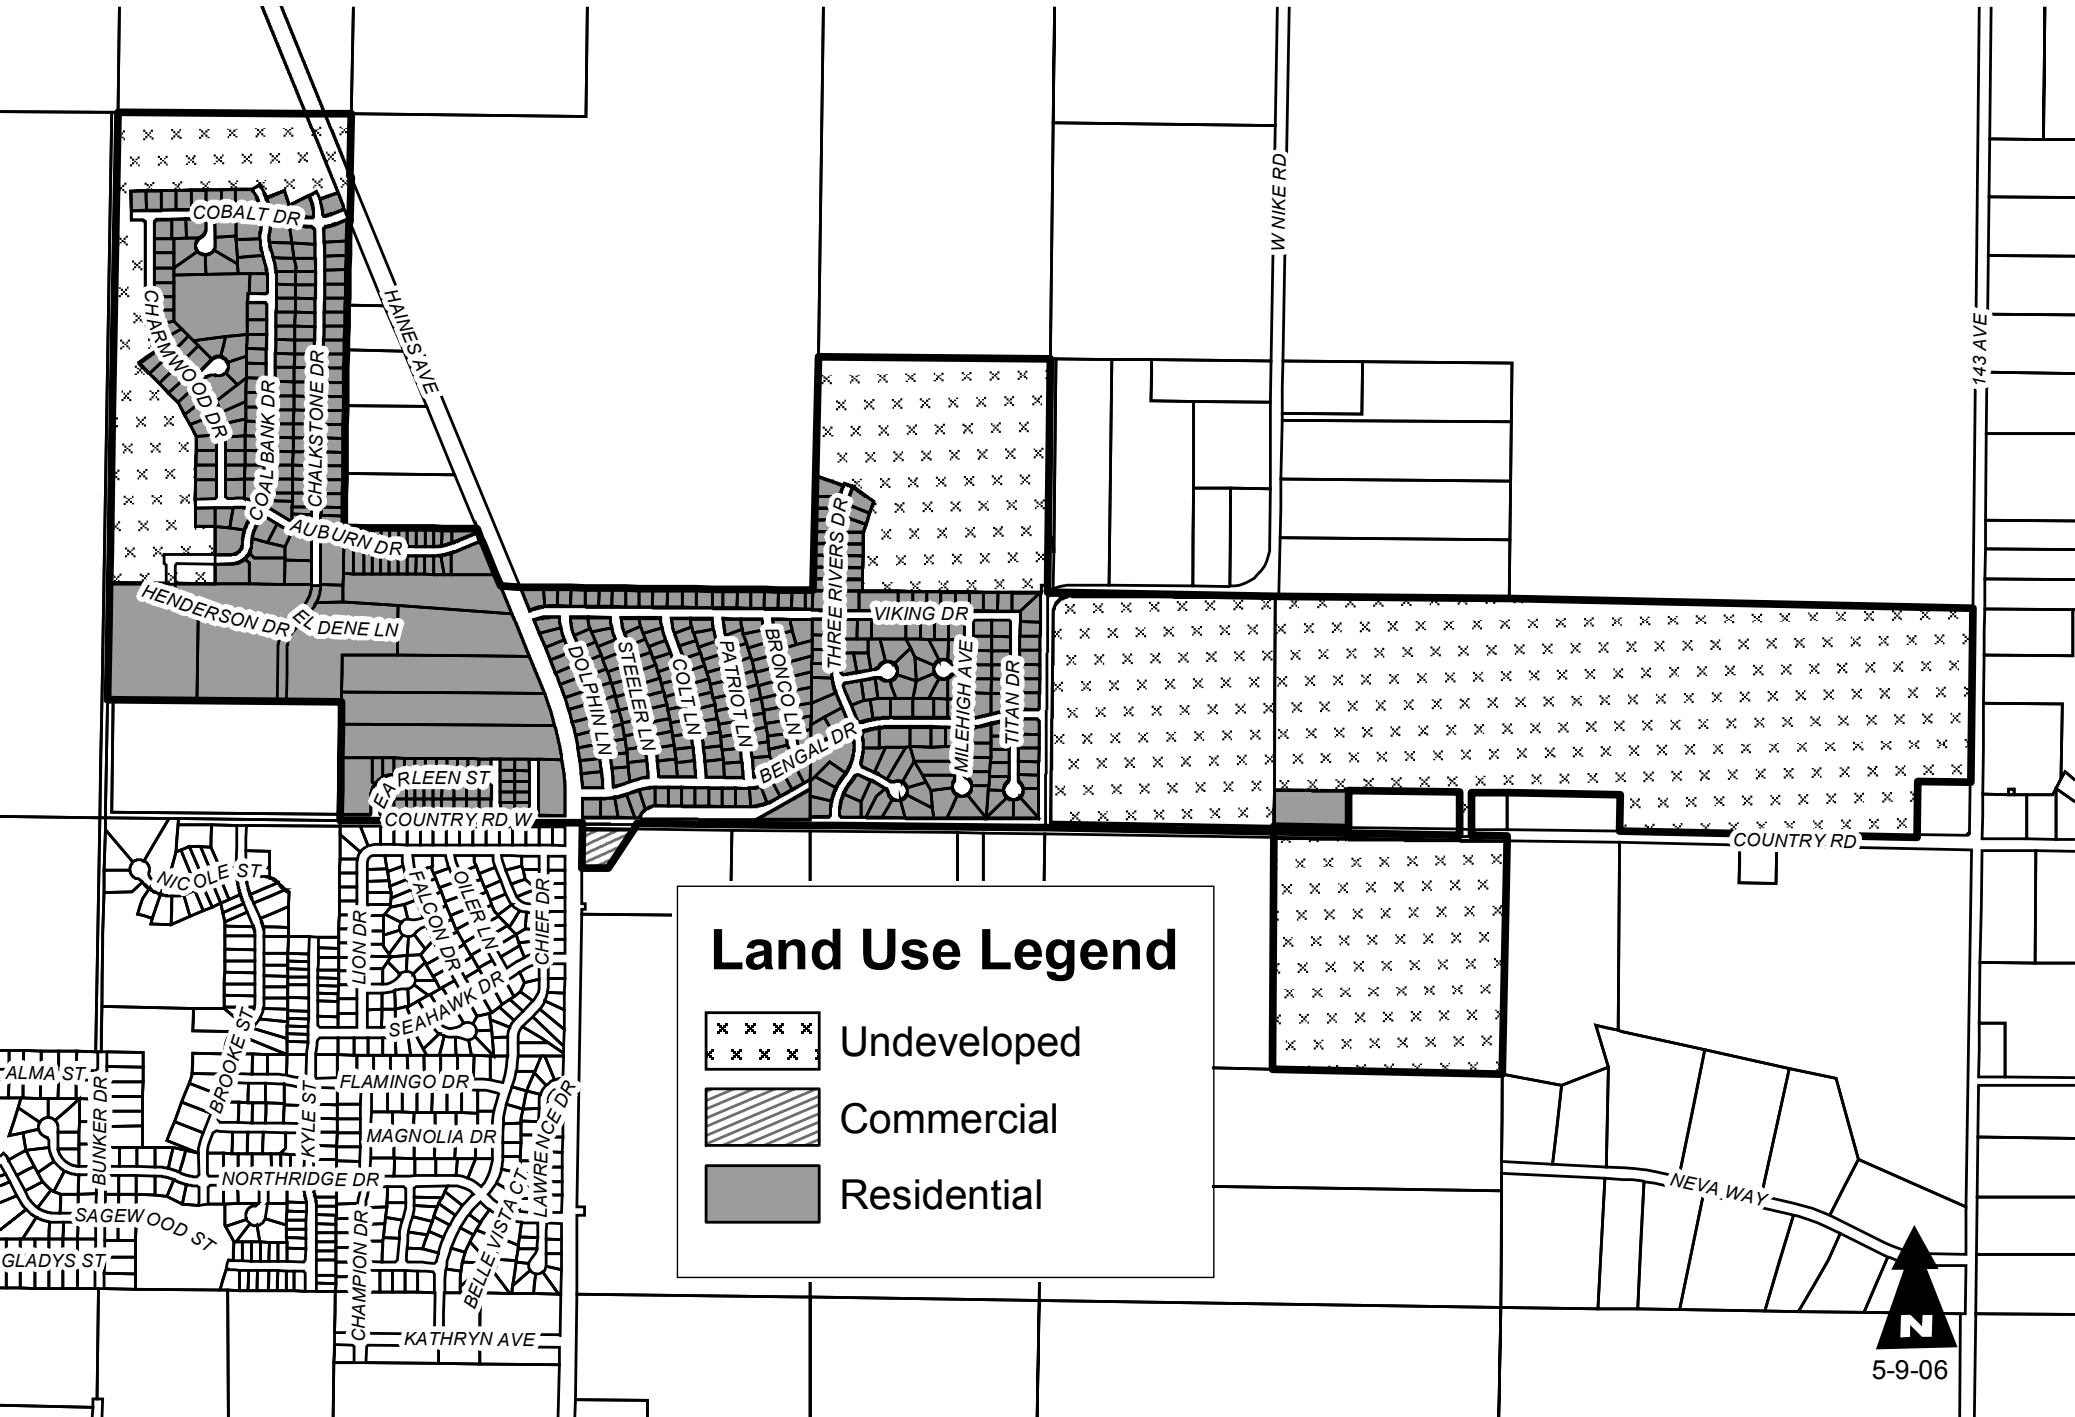 W NIKE RD
COBALT DR
HAINES AVE
143 AVE
CHARMWOOD DR
COAL BANK DR
CHALKSTONE DR
AUBURN DR
THREE RIVERS DR
HENDERSON DR
EL DENE LN
VIKING DR
DOLPHIN LN
STEELER LN
COLT LN
PATRIOT LN
BRONCO LN
MILEHIGH AVE
TITAN DR
BENGAL DR
EARLEEN ST
COUNTRY RD W
COUNTRY RD
NICOLE ST
LION DR
FALCON DR
OILER LN
CHIEF DR
SEAHAWK DR
BROOKE ST
Land Use Legend
Undeveloped
Commercial
Residential
ALMA ST
BUNKER DR
KYLE ST
FLAMINGO DR
MAGNOLIA DR
LAWRENCE DR
NORTHRIDGE DR
SAGEWOOD ST
GLADYS ST
CHAMPION DR
BELLE VISTA CT
KATHRYN AVE
NEVA WAY
N
5-9-06